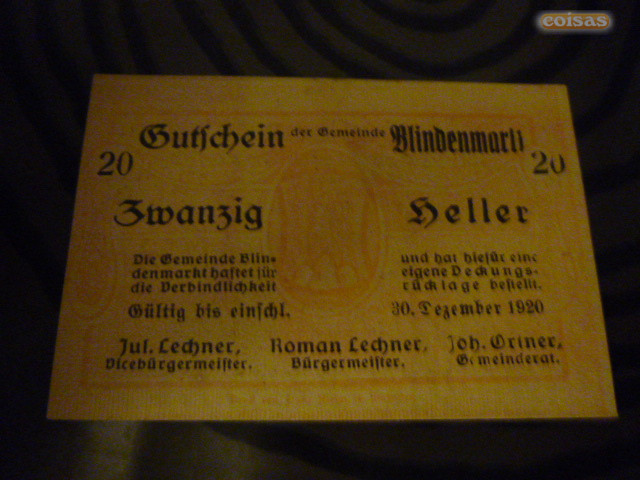 coisas
Gutschein der Gemeinde Blindenmarkt
20 20
Zwanzig Heller
Die Gemeinde Blin-
denmarkt haftet für
die Verbindlichkeit
und hat hiefür eine
eigene Deckungs-
rücklage bestellt.
Gültig bis einschl. 30. Dezember 1920
Jul. Lechner, Roman Lechner, Joh. Ortner,
Vicebürgermeister. Bürgermeister. Gemeinderat.